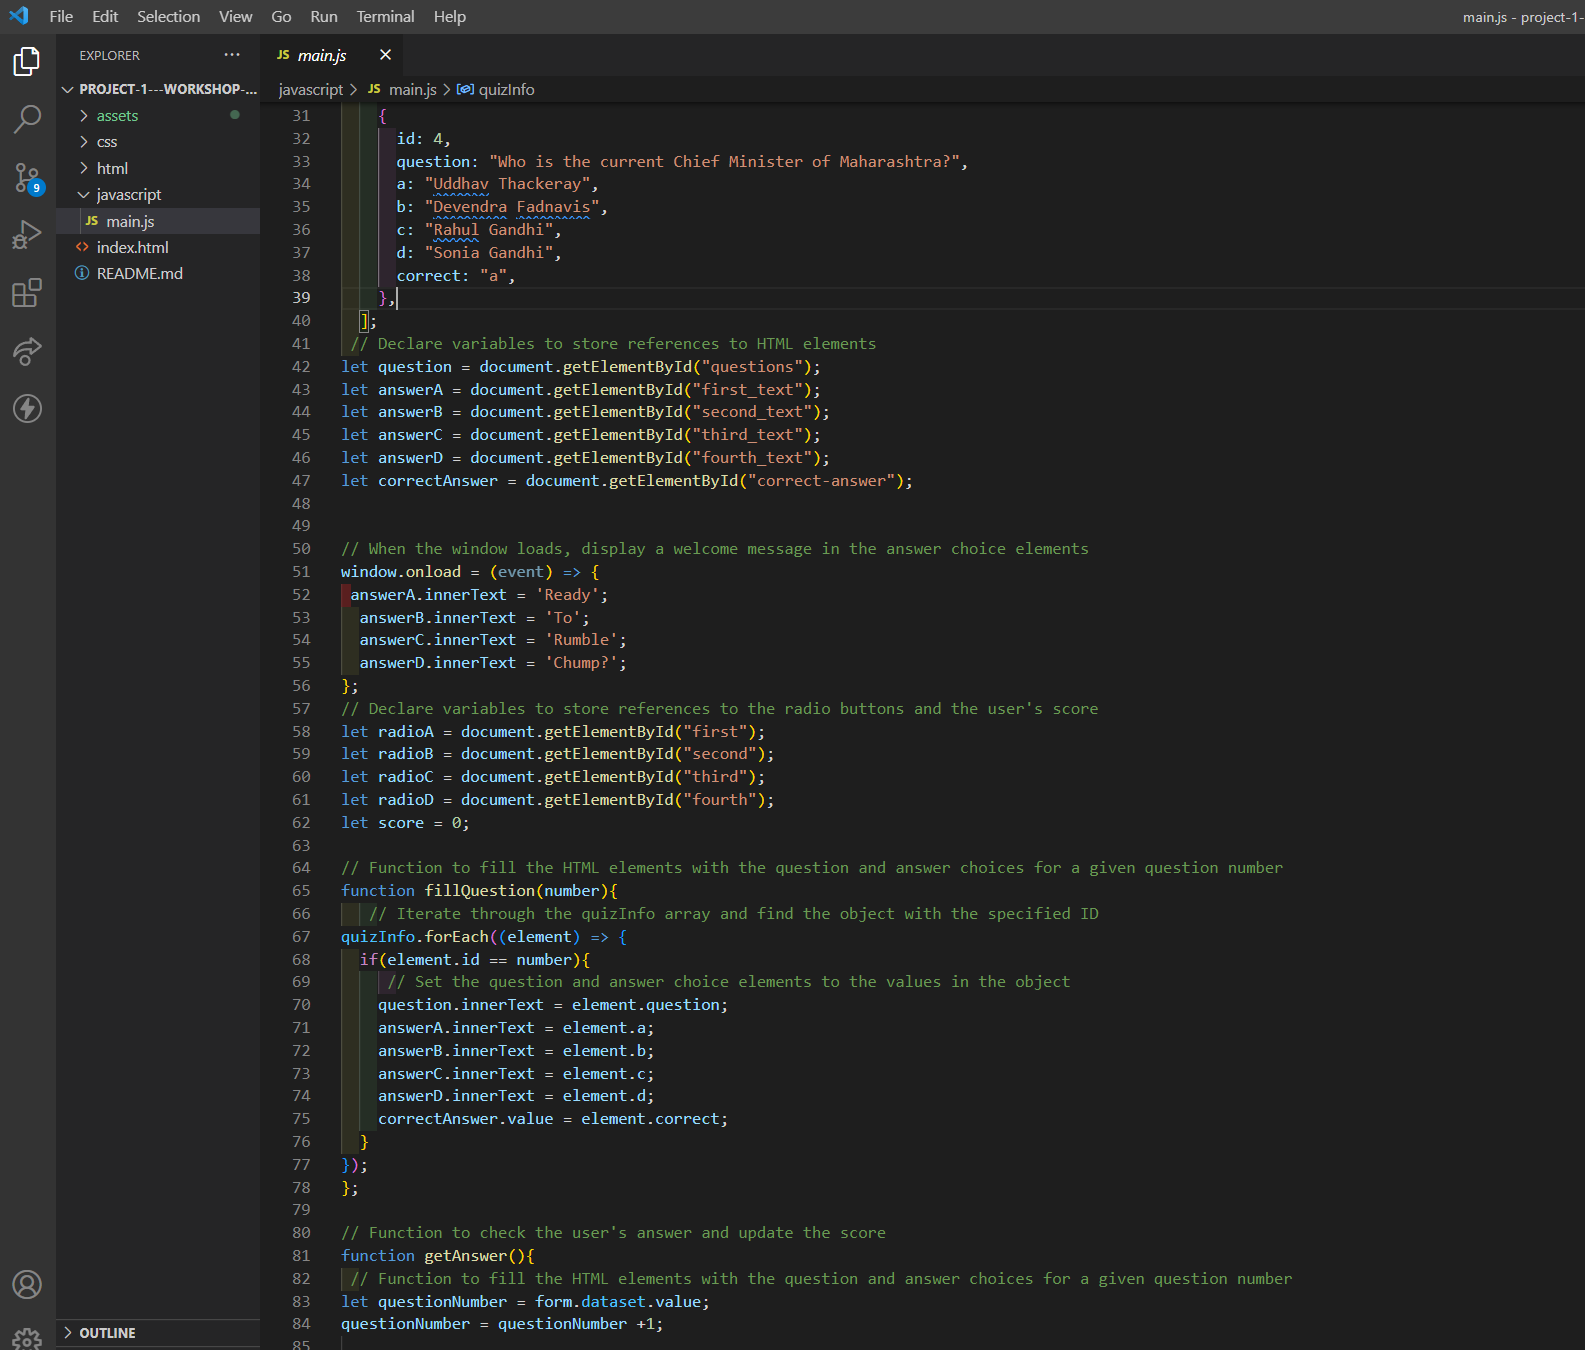 File Edit Selection View Go Run Terminal Help
main.js - project-1-
EXPLORER ···
PROJECT-1---WORKSHOP-...
assets
css
html
javascript
JS main.js
<> index.html
README.md
9
OUTLINE
JS main.js
javascript > JS main.js > quizInfo
31 {
32 id: 4,
33 question: "Who is the current Chief Minister of Maharashtra?",
34 a: "Uddhav Thackeray",
35 b: "Devendra Fadnavis",
36 c: "Rahul Gandhi",
37 d: "Sonia Gandhi",
38 correct: "a",
39 },
40 ];
41 // Declare variables to store references to HTML elements
42 let question = document.getElementById("questions");
43 let answerA = document.getElementById("first_text");
44 let answerB = document.getElementById("second_text");
45 let answerC = document.getElementById("third_text");
46 let answerD = document.getElementById("fourth_text");
47 let correctAnswer = document.getElementById("correct-answer");
48
49
50 // When the window loads, display a welcome message in the answer choice elements
51 window.onload = (event) => {
52 answerA.innerText = 'Ready';
53 answerB.innerText = 'To';
54 answerC.innerText = 'Rumble';
55 answerD.innerText = 'Chump?';
56 };
57 // Declare variables to store references to the radio buttons and the user's score
58 let radioA = document.getElementById("first");
59 let radioB = document.getElementById("second");
60 let radioC = document.getElementById("third");
61 let radioD = document.getElementById("fourth");
62 let score = 0;
63
64 // Function to fill the HTML elements with the question and answer choices for a given question number
65 function fillQuestion(number){
66 // Iterate through the quizInfo array and find the object with the specified ID
67 quizInfo.forEach((element) => {
68 if(element.id == number){
69 // Set the question and answer choice elements to the values in the object
70 question.innerText = element.question;
71 answerA.innerText = element.a;
72 answerB.innerText = element.b;
73 answerC.innerText = element.c;
74 answerD.innerText = element.d;
75 correctAnswer.value = element.correct;
76 }
77 });
78 };
79
80 // Function to check the user's answer and update the score
81 function getAnswer(){
82 // Function to fill the HTML elements with the question and answer choices for a given question number
83 let questionNumber = form.dataset.value;
84 questionNumber = questionNumber +1;
85